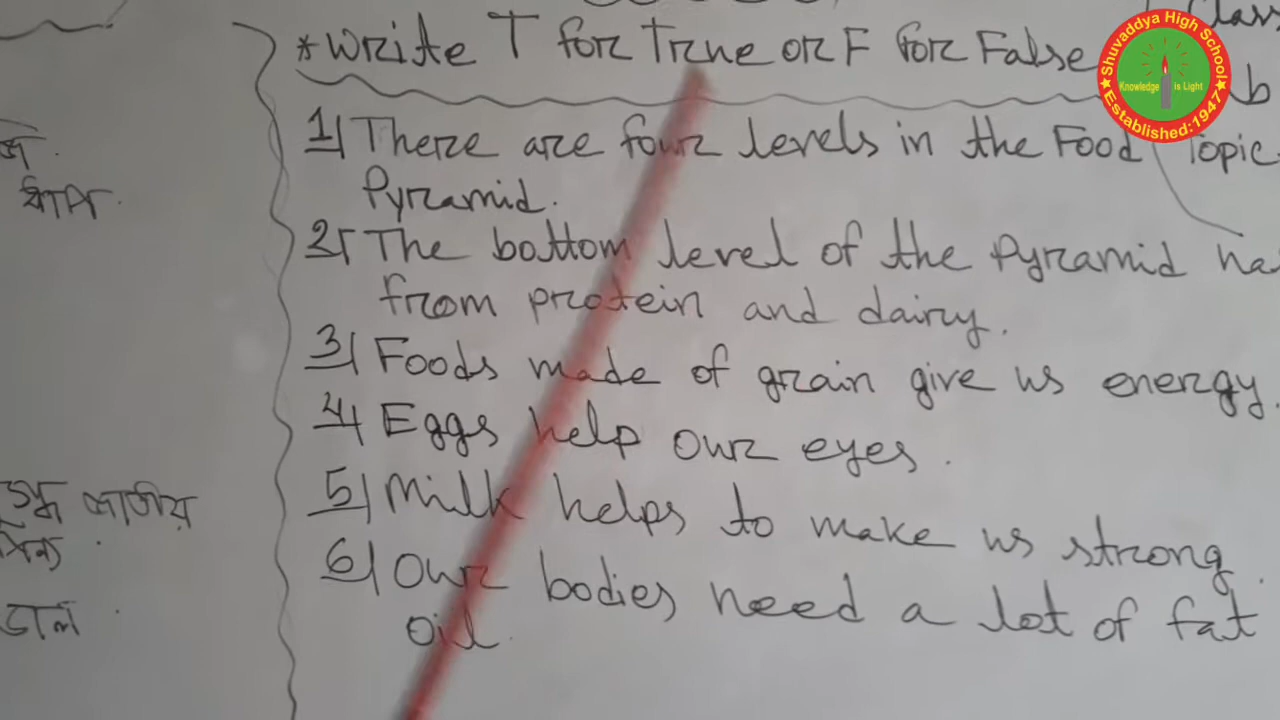 *Write T for True or F for False
1| There are four levels in the Food
Pyramid.
2| The bottom level of the Pyramid
from protein and dairy.
3| Foods made of grain give us energy.
4| Eggs help our eyes.
5| Milk helps to make us strong
6| Our bodies need a lot of fat
oil.
Class
b
Topic
জাতীয়
ডাল
Shuvaddya High School
Knowledge is Light
Established:1947